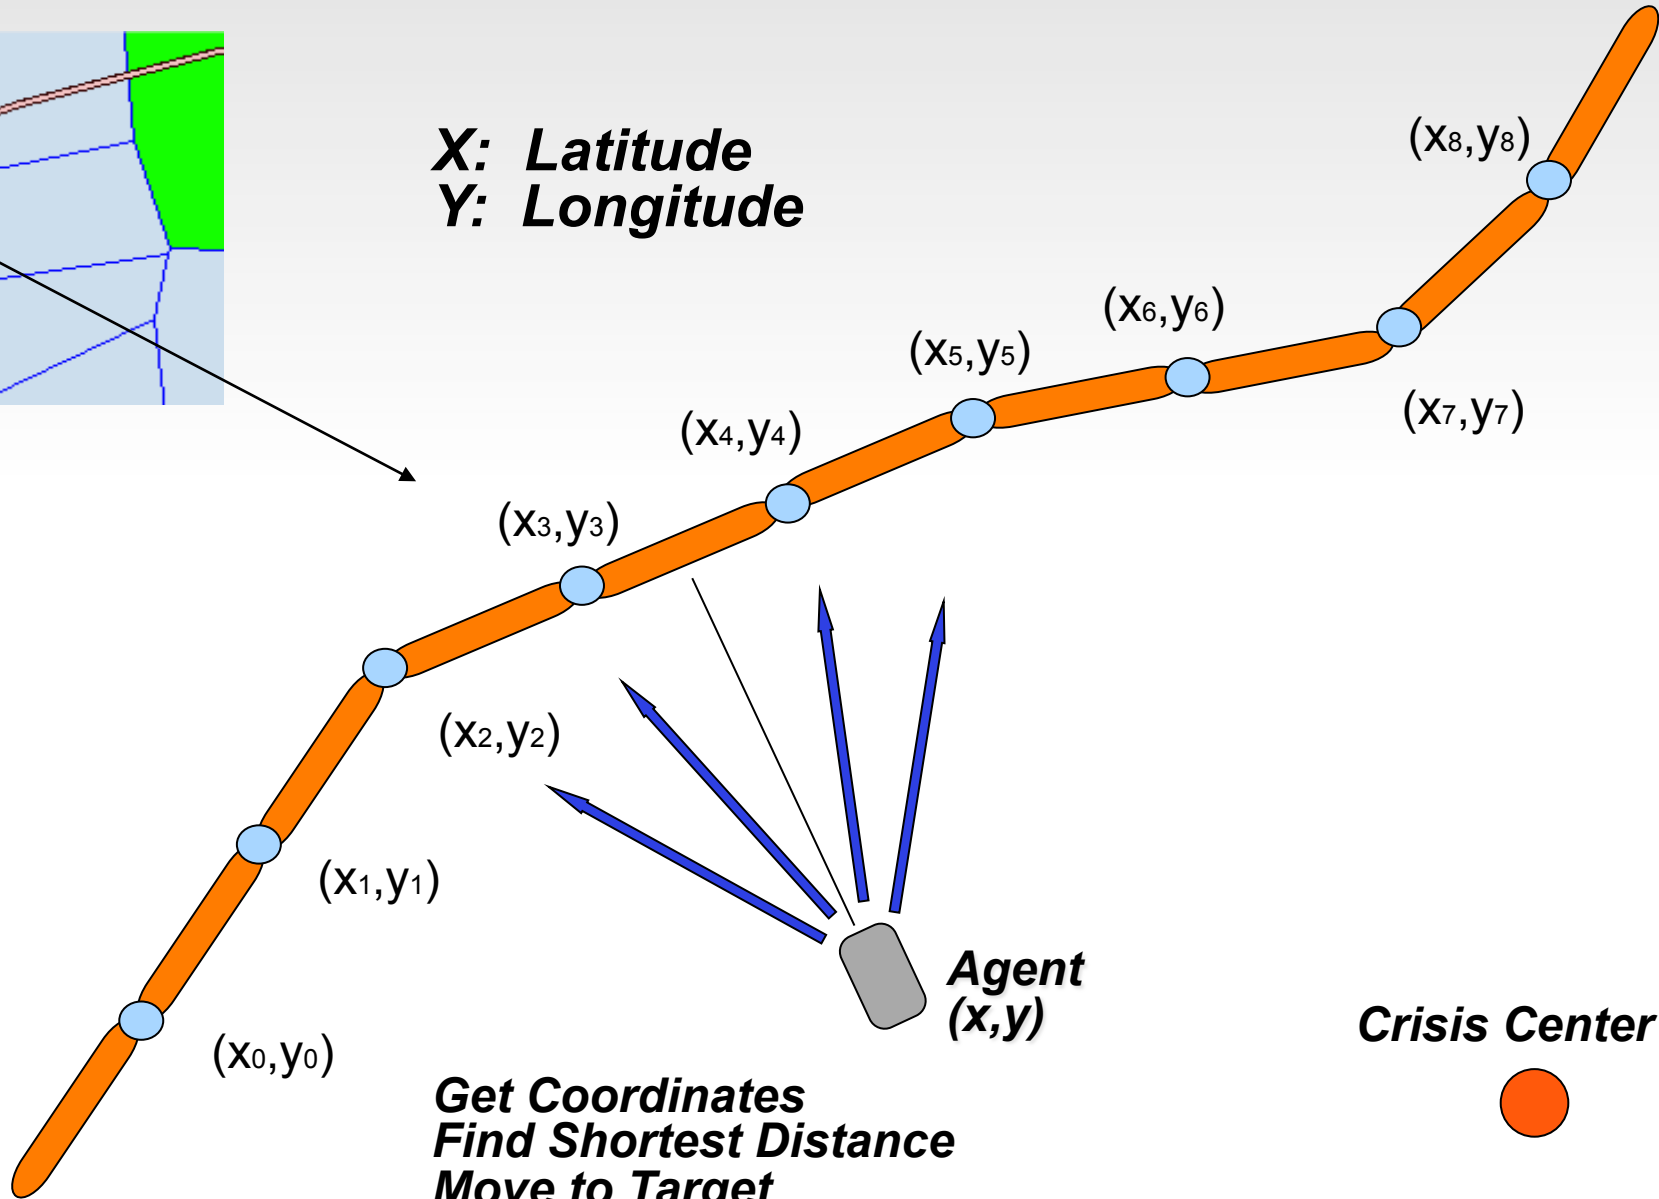 (x8,y8)
X: Latitude
Y: Longitude
(x6,y6)
(x5,y5)
(x7,y7)
(x4,y4)
(x3,y3)
(x2,y2)
(x1,y1)
Agent
(x,y)
Crisis Center
(x0,y0)
Get Coordinates
Find Shortest Distance
Move to Target